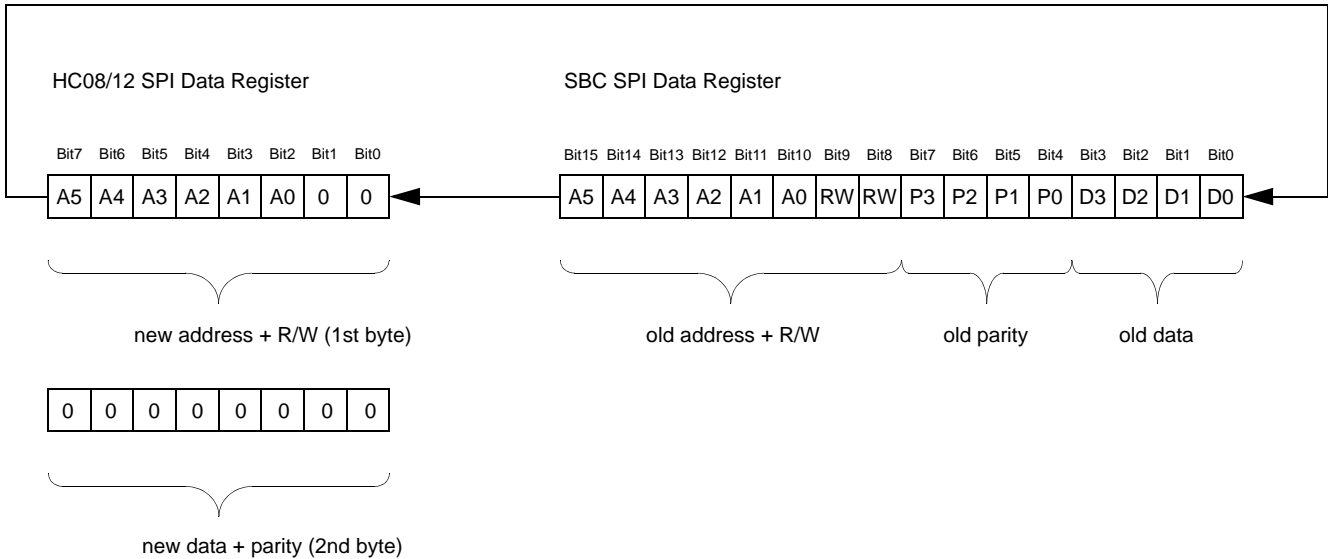 HC08/12 SPI Data Register SBC SPI Data Register
Bit7 Bit6 Bit5 Bit4 Bit3 Bit2 Bit1 Bit0 Bit15 Bit14 Bit13 Bit12 Bit11 Bit10 Bit9 Bit8 Bit7 Bit6 Bit5 Bit4 Bit3 Bit2 Bit1 Bit0
A5 A4 A3 A2 A1 A0 0 0 A5 A4 A3 A2 A1 A0 RW RW P3 P2 P1 P0 D3 D2 D1 D0
new address + R/W (1st byte) old address + R/W old parity old data
0 0 0 0 0 0 0 0
new data + parity (2nd byte)